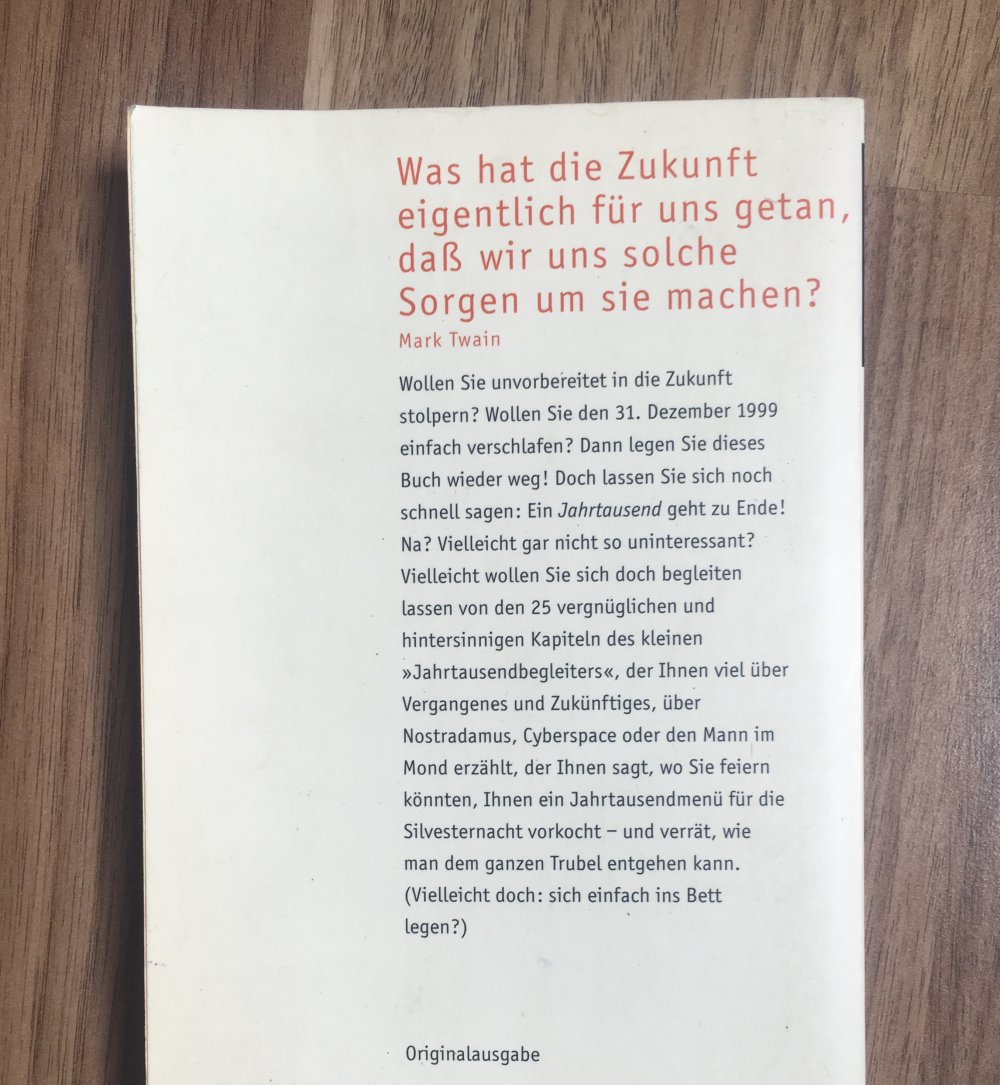 Was hat die Zukunft
eigentlich für uns getan,
daß wir uns solche
Sorgen um sie machen?
Mark Twain
Wollen Sie unvorbereitet in die Zukunft
stolpern? Wollen Sie den 31. Dezember 1999
einfach verschlafen? Dann legen Sie dieses
Buch wieder weg! Doch lassen Sie sich noch
schnell sagen: Ein Jahrtausend geht zu Ende!
Na? Vielleicht gar nicht so uninteressant?
Vielleicht wollen Sie sich doch begleiten
lassen von den 25 vergnüglichen und
hintersinnigen Kapiteln des kleinen
»Jahrtausendbegleiters«, der Ihnen viel über
Vergangenes und Zukünftiges, über
Nostradamus, Cyberspace oder den Mann im
Mond erzählt, der Ihnen sagt, wo Sie feiern
könnten, Ihnen ein Jahrtausendmenü für die
Silvesternacht vorkocht – und verrät, wie
man dem ganzen Trubel entgehen kann.
(Vielleicht doch: sich einfach ins Bett
legen?)
Originalausgabe